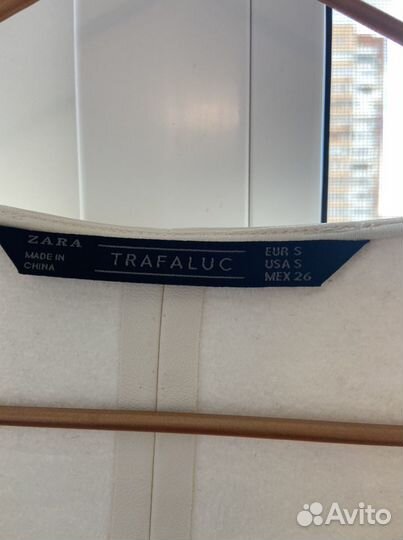 ZARA
MADE IN
CHINA
TRAFALUC
EUR S
USA S
MEX 26
Avito